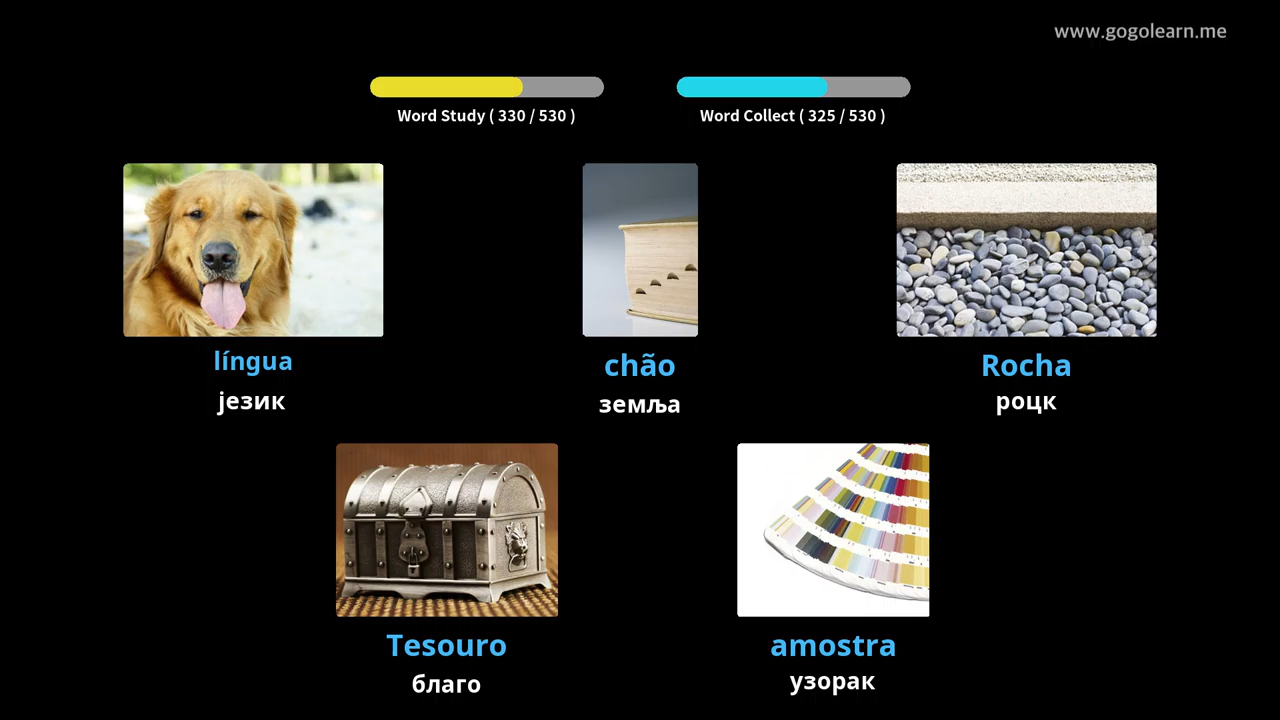 www.gogolearn.me
Word Study ( 330 / 530 )
Word Collect ( 325 / 530 )
língua
језик
chão
земља
Rocha
роцк
Tesouro
благо
amostra
узорак